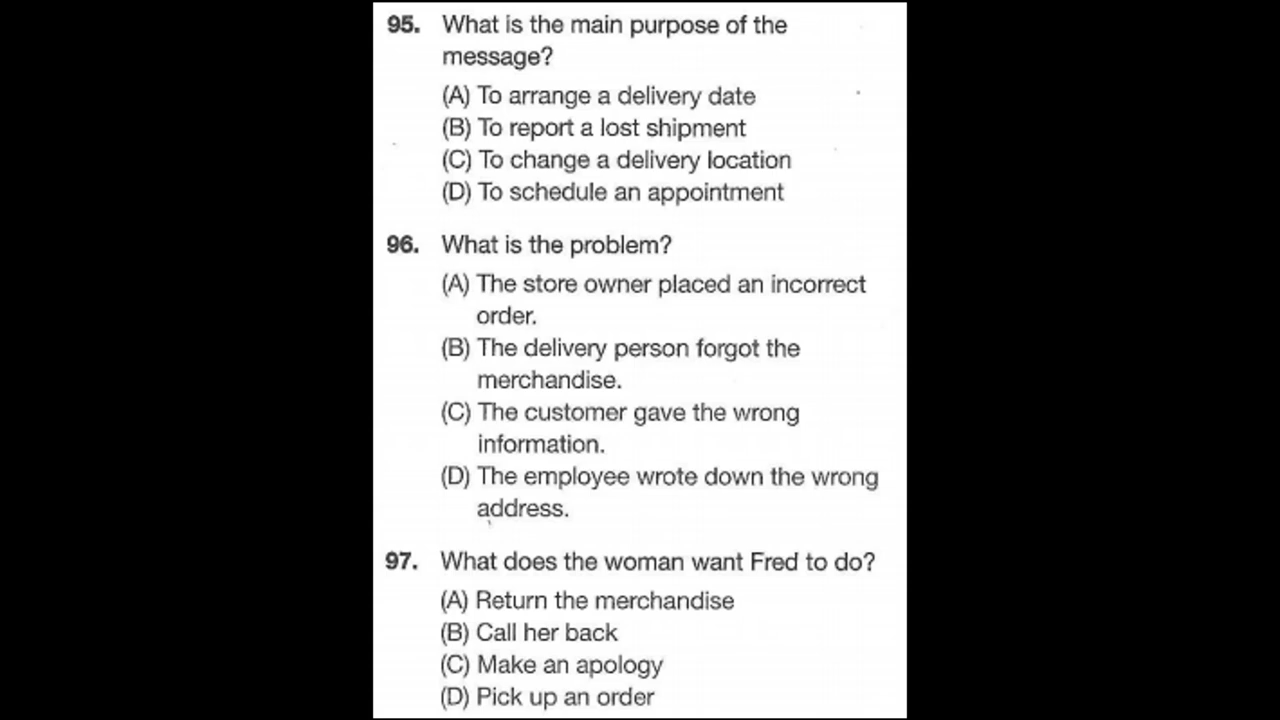 95. What is the main purpose of the
message?
(A) To arrange a delivery date
(B) To report a lost shipment
(C) To change a delivery location
(D) To schedule an appointment
96. What is the problem?
(A) The store owner placed an incorrect
order.
(B) The delivery person forgot the
merchandise.
(C) The customer gave the wrong
information.
(D) The employee wrote down the wrong
address.
97. What does the woman want Fred to do?
(A) Return the merchandise
(B) Call her back
(C) Make an apology
(D) Pick up an order